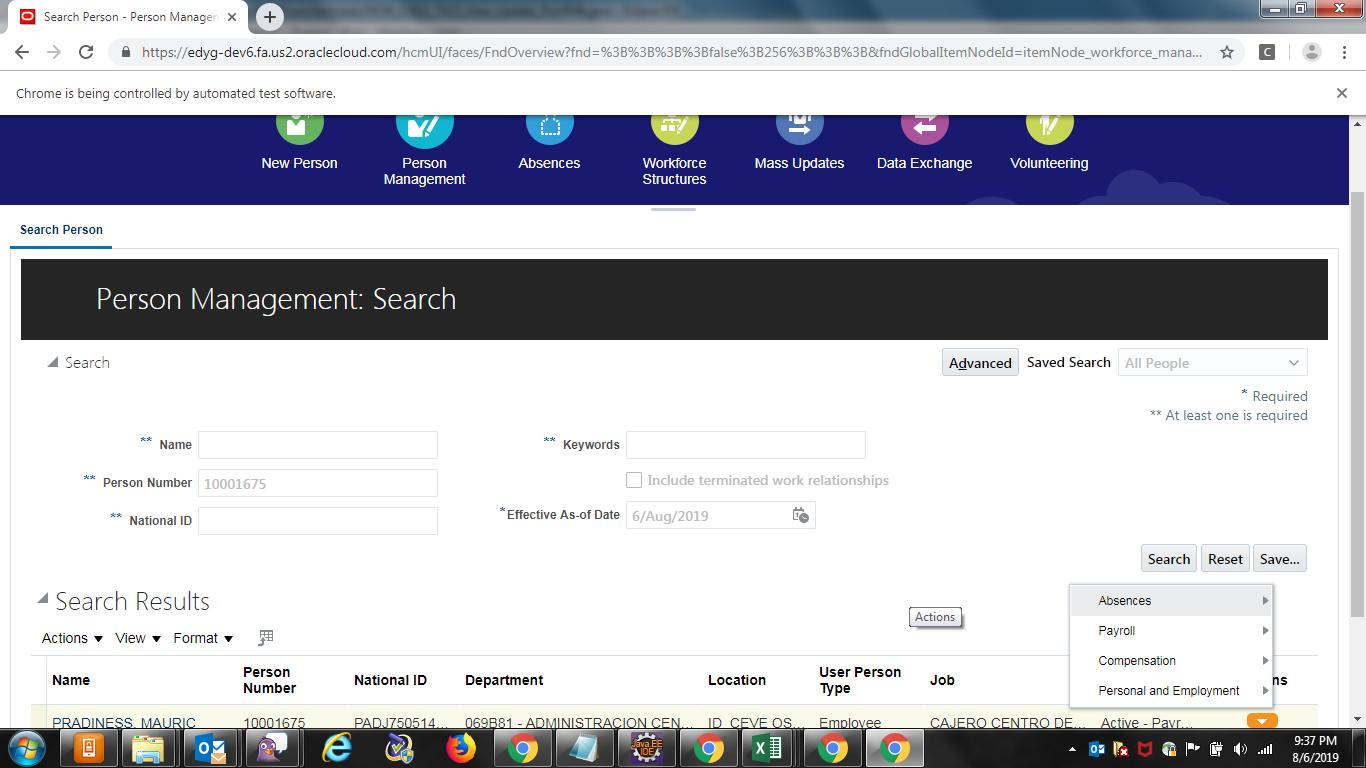 Search Person - Person Managen
https://edyg-dev6.fa.us2.oraclecloud.com/hcmUI/faces/FndOverview?fnd=%3B%3B%3B%3Bfalse%3B256%3B%3B%3B&fndGlobalItemNodeId=itemNode_workforce_mana...
C
Chrome is being controlled by automated test software.
New Person
Person Management
Absences
Workforce Structures
Mass Updates
Data Exchange
Volunteering
Search Person
Person Management: Search
Search
Advanced
Saved Search
All People
* Required
** At least one is required
** Name
** Keywords
** Person Number 10001675
Include terminated work relationships
** National ID
*Effective As-of Date 6/Aug/2019
Search Reset Save...
Search Results
Actions
Absences
Payroll
Compensation
Personal and Employment
Actions View Format
Name
Person Number
National ID
Department
Location
User Person Type
Job
ns
PRADINESS, MAURIC 10001675 PADJ750514... 069B81 - ADMINISTRACION CEN... ID_CEVE OS... Employee CAJERO CENTRO DE... Active - Payr...
Java EE
IDE
9:37 PM
8/6/2019